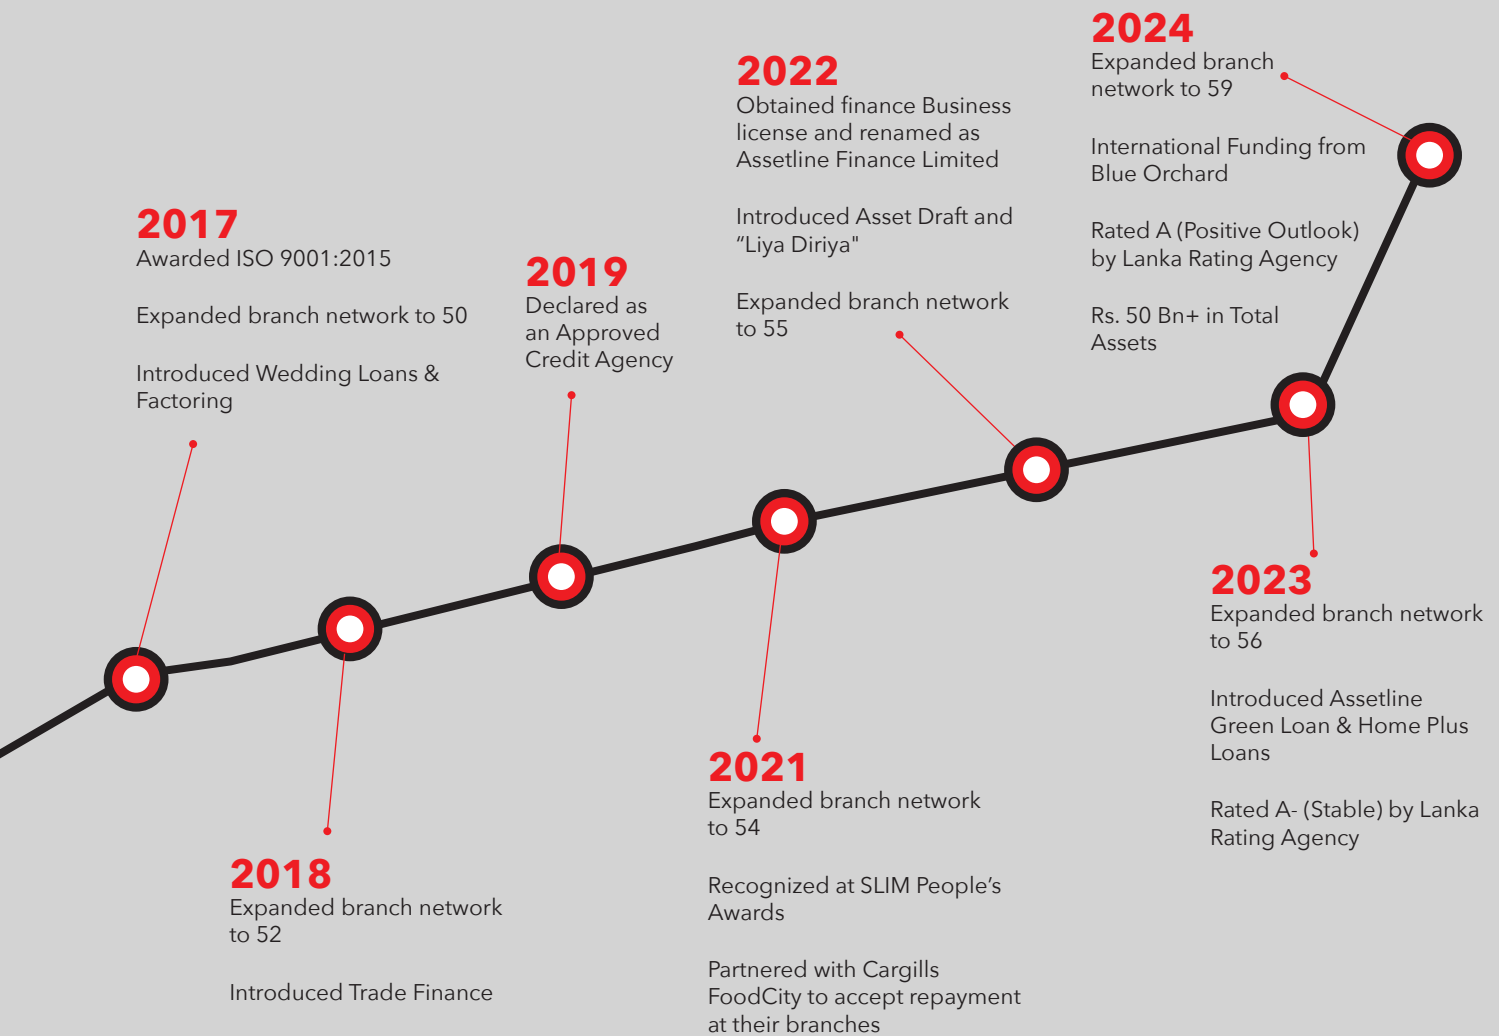 2017
Awarded ISO 9001:2015
Expanded branch network to 50
Introduced Wedding Loans &
Factoring
2018
Expanded branch network
to 52
Introduced Trade Finance
2019
Declared as
an Approved
Credit Agency
2021
Expanded branch network
to 54
Recognized at SLIM People’s
Awards
Partnered with Cargills
FoodCity to accept repayment
at their branches
2022
Obtained finance Business
license and renamed as
Assetline Finance Limited
Introduced Asset Draft and
“Liya Diriya"
Expanded branch network
to 55
2023
Expanded branch network
to 56
Introduced Assetline
Green Loan & Home Plus
Loans
Rated A- (Stable) by Lanka
Rating Agency
2024
Expanded branch
network to 59
International Funding from
Blue Orchard
Rated A (Positive Outlook)
by Lanka Rating Agency
Rs. 50 Bn+ in Total
Assets